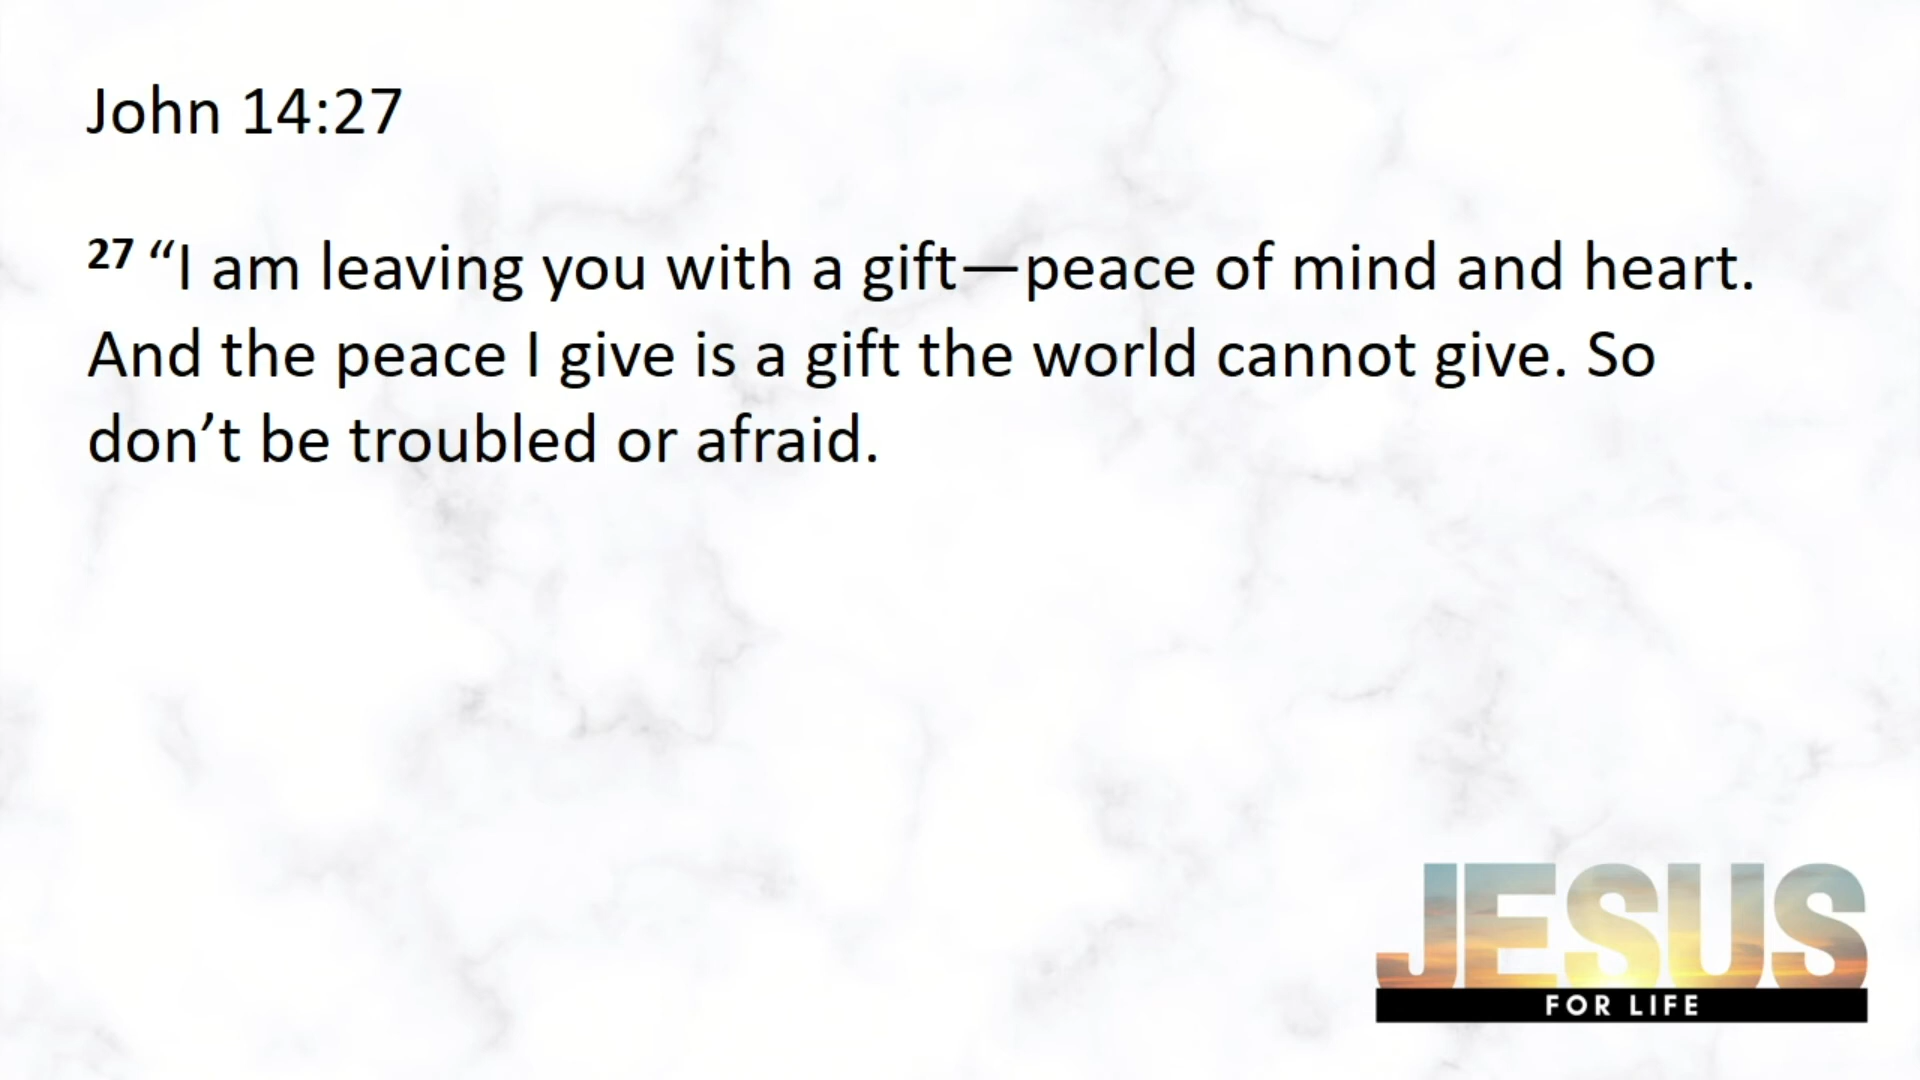 John 14:27
27 “I am leaving you with a gift—peace of mind and heart.
And the peace I give is a gift the world cannot give. So
don’t be troubled or afraid.
JESUS
FOR LIFE